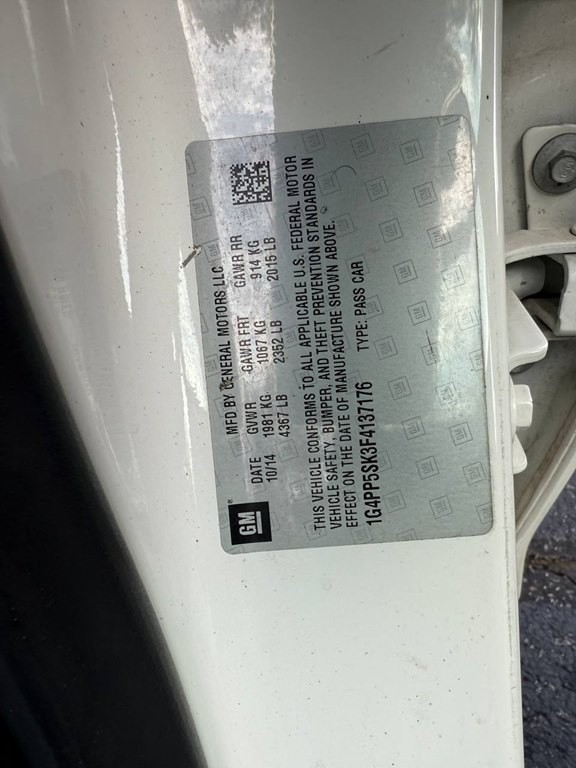 GM
MFD BY GENERAL MOTORS LLC
DATE GVWR GAWR FRT GAWR RR
10/14 1981 KG 1067 KG 914 KG
4367 LB 2352 LB 2015 LB
THIS VEHICLE CONFORMS TO ALL APPLICABLE U.S. FEDERAL MOTOR
VEHICLE SAFETY, BUMPER, AND THEFT PREVENTION STANDARDS IN
EFFECT ON THE DATE OF MANUFACTURE SHOWN ABOVE.
1G4PP5SK3F4137176 TYPE: PASS CAR